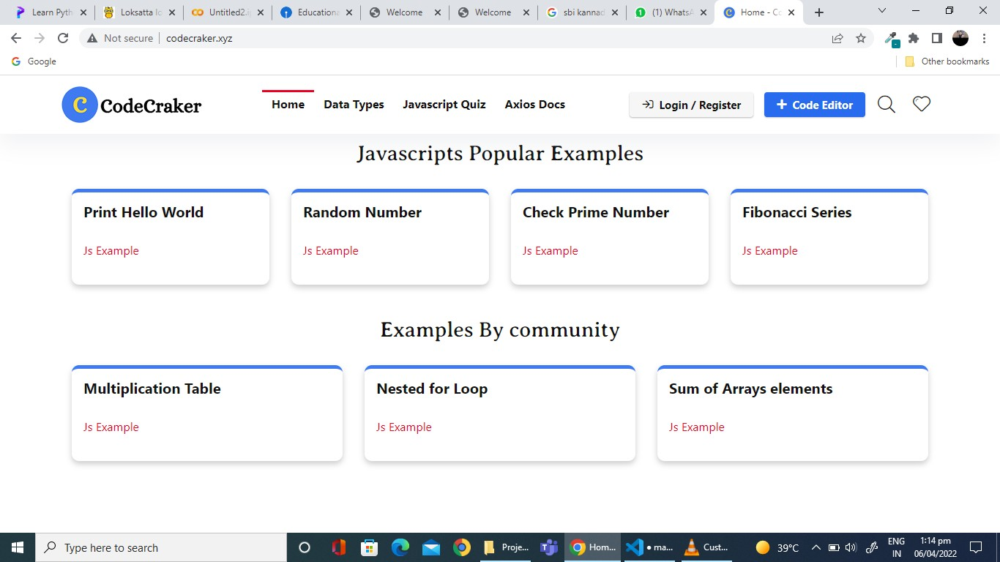 Learn Pyth
Loksatta
Untitled2.i
Educationa
Welcome
Welcome
sbi kannad
(1) WhatsA
Home - Co
Not secure
codecraker.xyz
Google
Other bookmarks
C CodeCraker
Home
Data Types
Javascript Quiz
Axios Docs
Login / Register
+ Code Editor
Javascripts Popular Examples
Print Hello World
Random Number
Check Prime Number
Fibonacci Series
Js Example
Js Example
Js Example
Js Example
Examples By community
Multiplication Table
Nested for Loop
Sum of Arrays elements
Js Example
Js Example
Js Example
Type here to search
Proje...
Hom...
● ma...
Cust...
39°C
ENG
IN
1:14 pm
06/04/2022